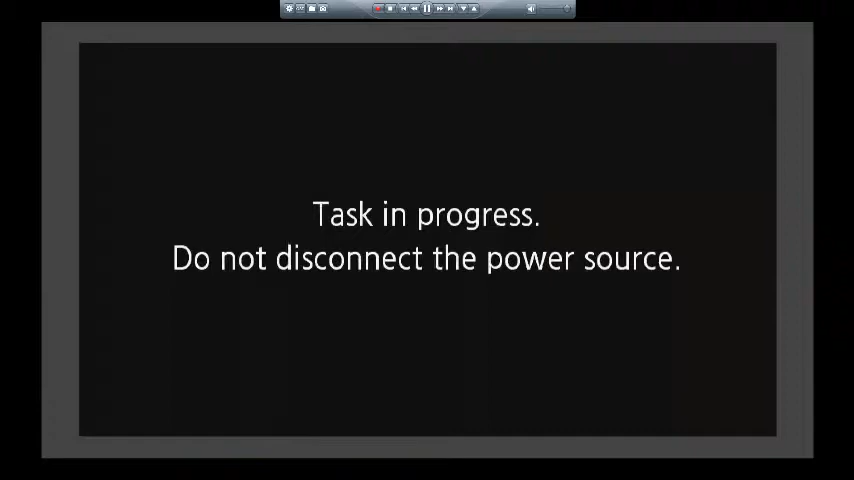 Task in progress.
Do not disconnect the power source.